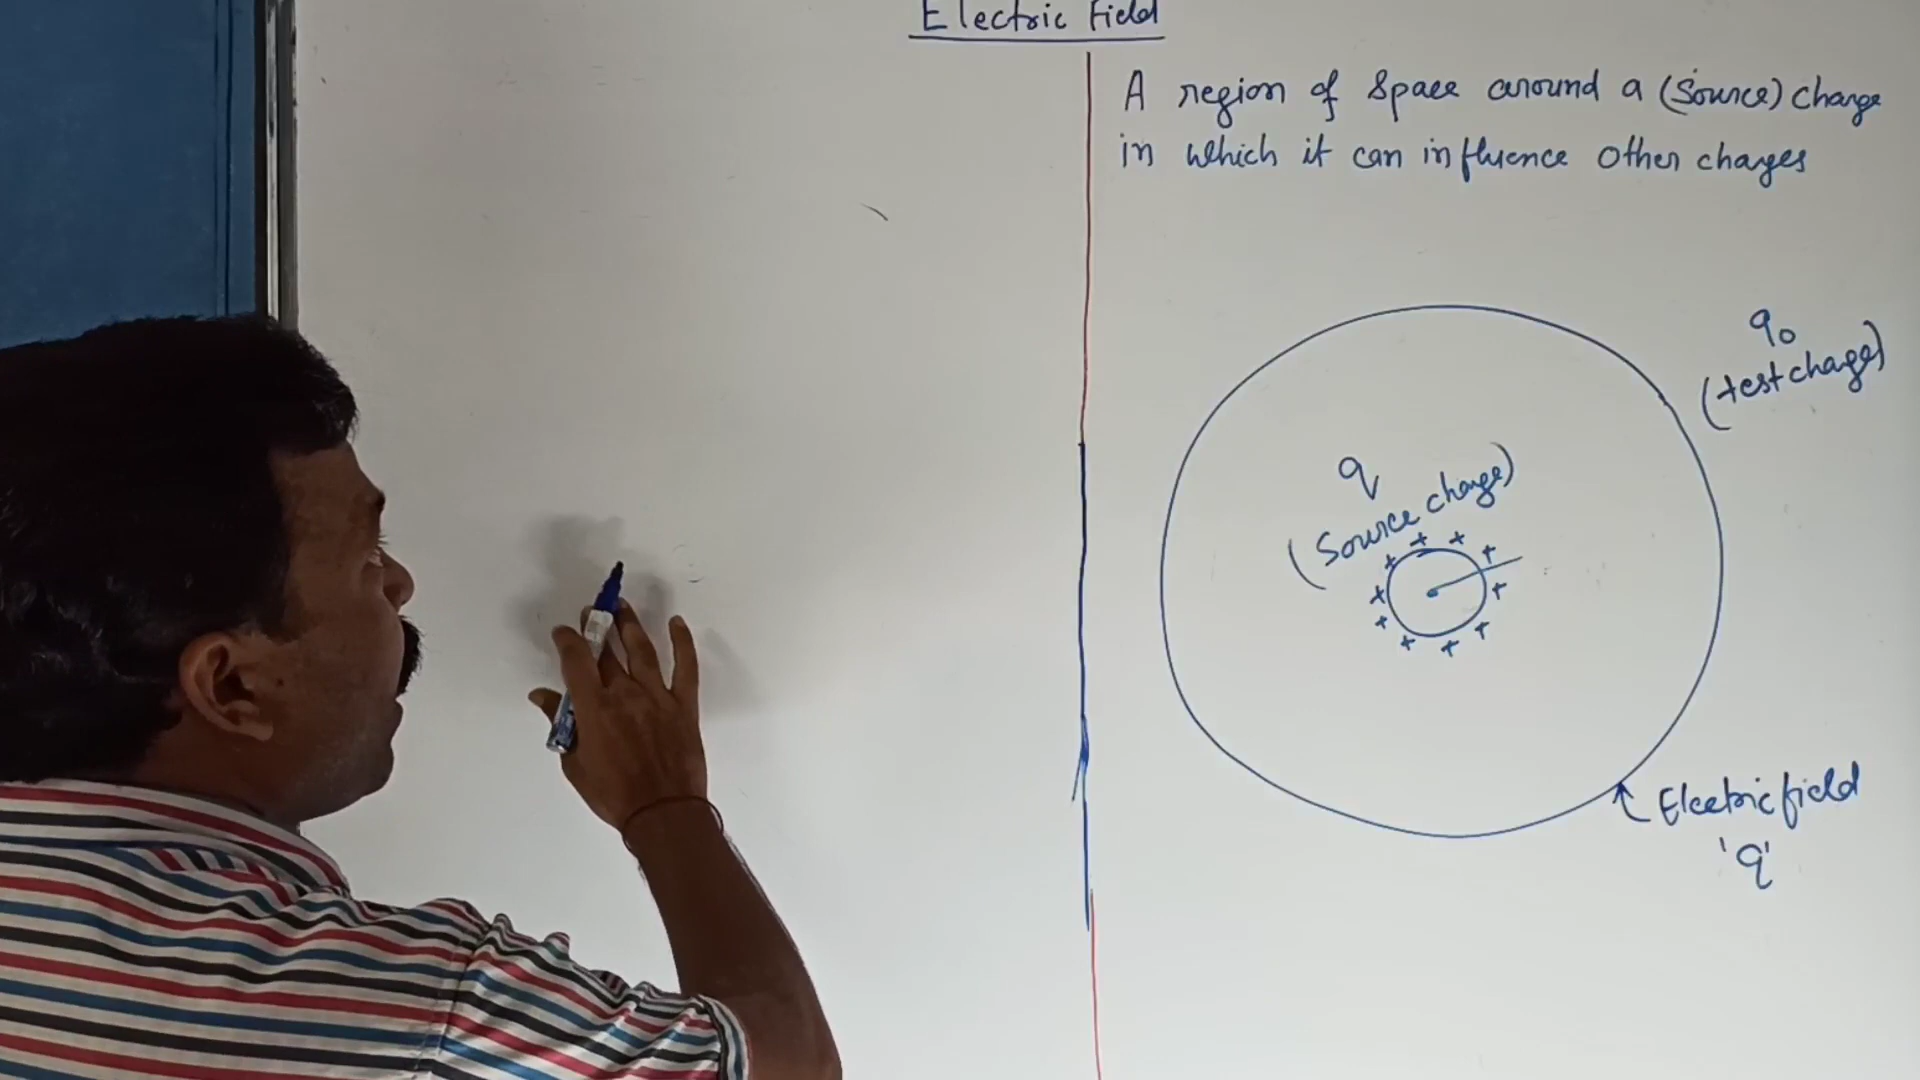 Electric Field
A region of space around a (Source) charge
in which it can influence other charges
q0
(test charge)
q
(Source charge)
+ + + + + + + + + + +
Electric field
'q'